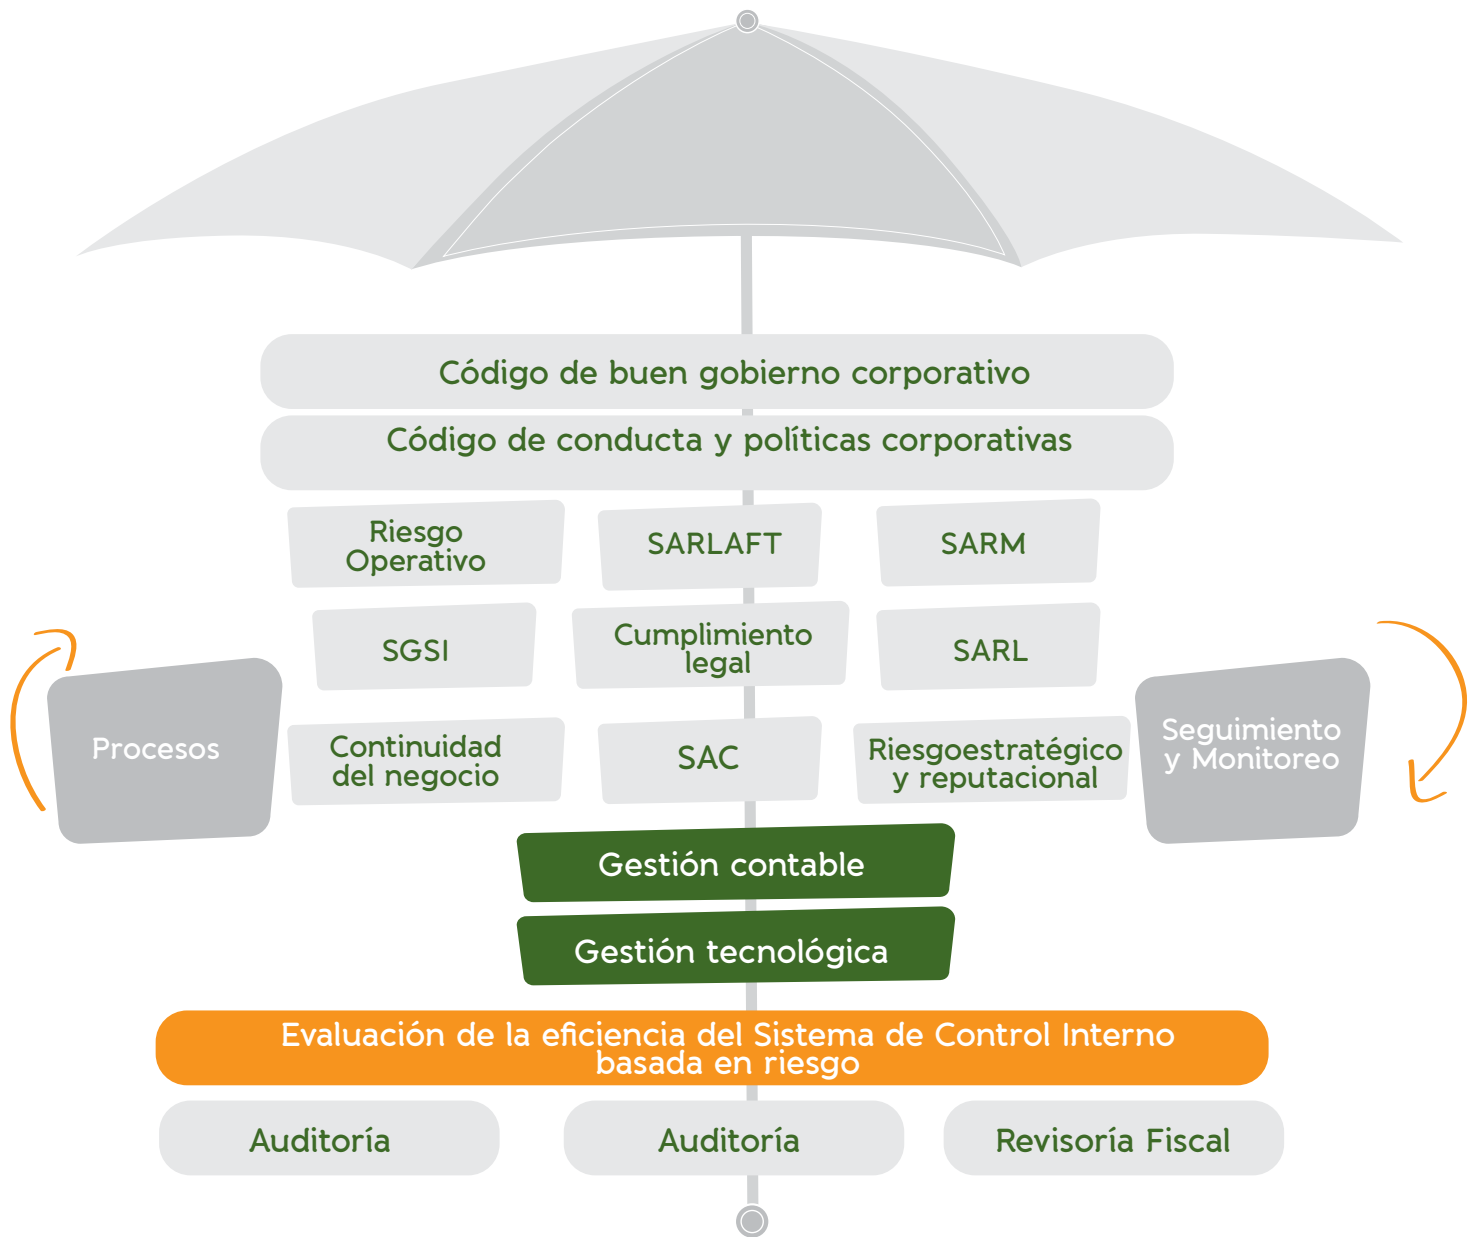 Código de buen gobierno corporativo
Código de conducta y políticas corporativas
Riesgo
Operativo
SARLAFT
SARM
SGSI
Cumplimiento
legal
SARL
Procesos
Continuidad
del negocio
SAC
Riesgoestratégico
y reputacional
Seguimiento
y Monitoreo
Gestión contable
Gestión tecnológica
Evaluación de la eficiencia del Sistema de Control Interno
basada en riesgo
Auditoría
Auditoría
Revisoría Fiscal